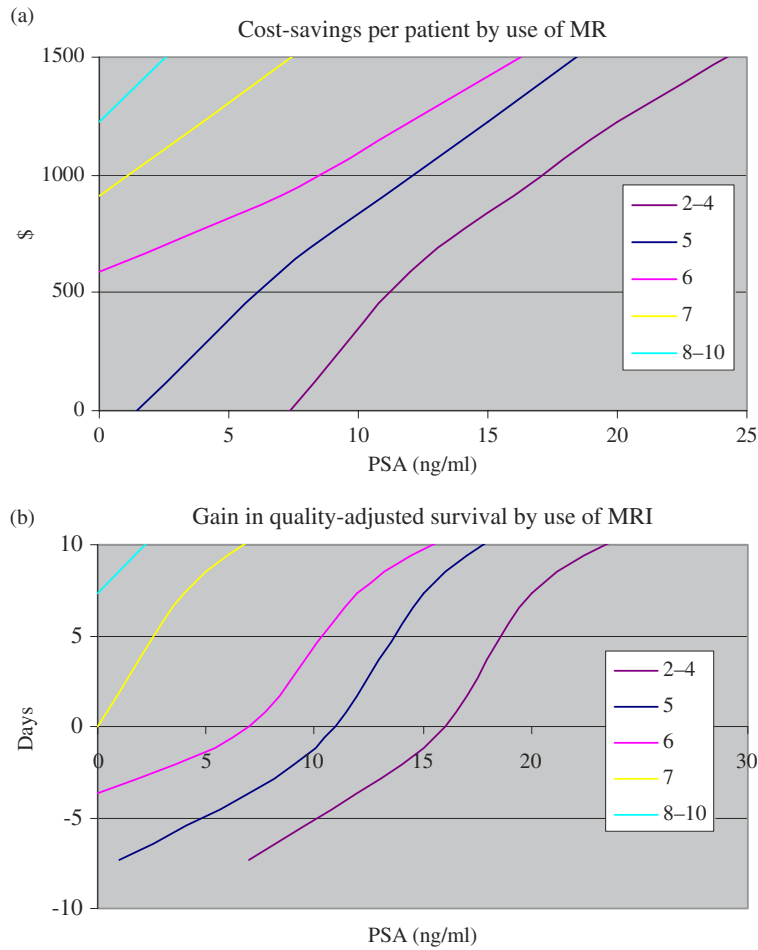 (a)
Cost-savings per patient by use of MR
1500
1000
500
0
$
0 5 10 15 20 25
PSA (ng/ml)
2–4
5
6
7
8–10
(b)
Gain in quality-adjusted survival by use of MRI
10
5
0
-5
-10
Days
0 5 10 15 20 30
PSA (ng/ml)
2–4
5
6
7
8–10